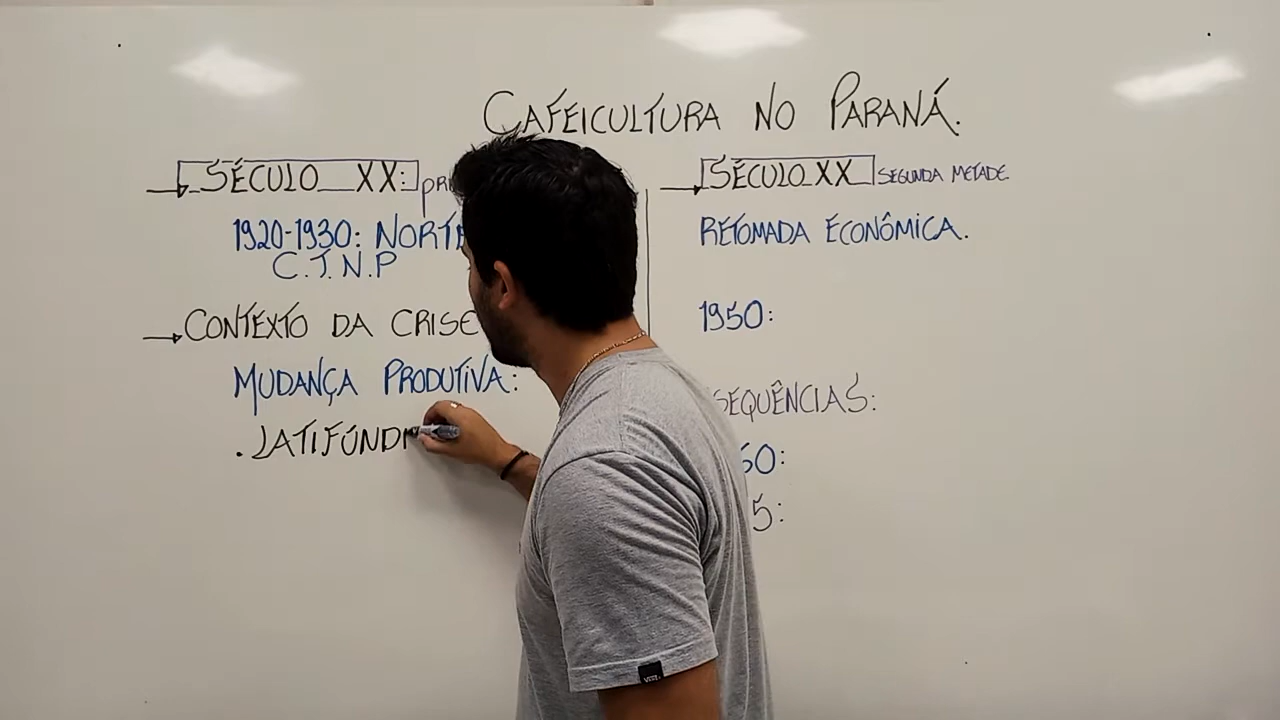 CAFEICULTURA NO PARANÁ.
SÉCULO XX: PRI
1920-1930: NORTE
C.T.N.P
CONTEXTO DA CRISE
MUDANÇA PRODUTIVA:
. LATIFÚNDI
SÉCULO XX SEGUNDA METADE
RETOMADA ECONÔMICA.
1950:
SEQUÊNCIAS:
60:
5: